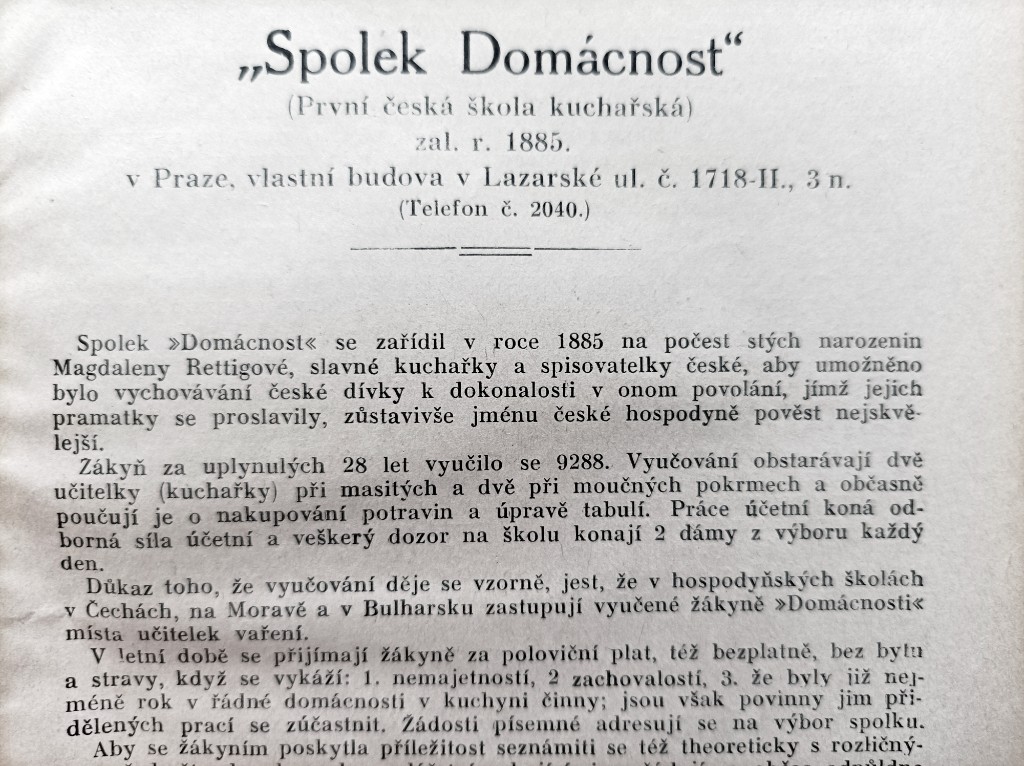 „Spolek Domácnost“
(První česká škola kuchařská)
zal. r. 1885.
v Praze, vlastní budova v Lazarské ul. č. 1718-II., 3 n.
(Telefon č. 2040.)
Spolek »Domácnost« se zařídil v roce 1885 na počest stých narozenin
Magdaleny Rettigové, slavné kuchařky a spisovatelky české, aby umožněno
bylo vychovávání české dívky k dokonalosti v onom povolání, jímž jejich
pramatky se proslavily, zůstavivše jménu české hospodyně pověst nejskvě-
lejší.
Zákyň za uplynulých 28 let vyučilo se 9288. Vyučování obstarávají dvě
učitelky (kuchařky) při masitých a dvě při moučných pokrmech a občasně
poučují je o nakupování potravin a úpravě tabulí. Práce účetní koná od-
borná síla účetní a veškerý dozor na školu konají 2 dámy z výboru každý
den.
Důkaz toho, že vyučování děje se vzorně, jest, že v hospodyňských školách
v Čechách, na Moravě a v Bulharsku zastupují vyučené žákyně »Domácnosti«
místa učitelek vaření.
V letní době se přijímají žákyně za poloviční plat, též bezplatně, bez bytu
a stravy, když se vykáží: 1. nemajetností, 2 zachovalostí, 3. že byly již nej-
méně rok v řádné domácnosti v kuchyni činny; jsou však povinny jim při-
dělených prací se zúčastnit. Žádosti písemné adresují se na výbor spolku.
Aby se žákyním poskytla příležitost seznámiti se též theoreticky s rozličný-